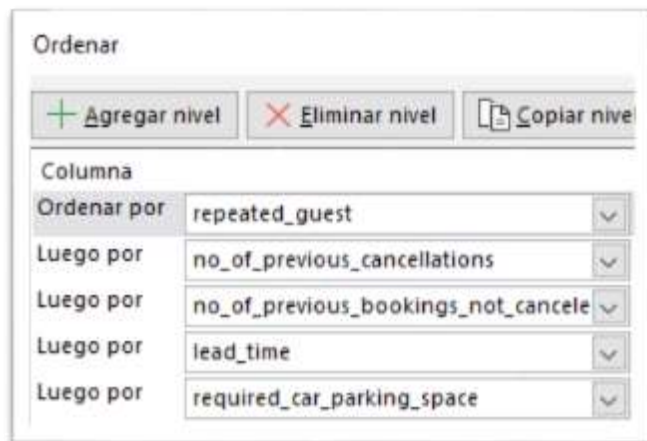 Ordenar
Agregar nivel Eliminar nivel Copiar nive
Columna
Ordenar por repeated_guest
Luego por no_of_previous_cancellations
Luego por no_of_previous_bookings_not_cancele
Luego por lead_time
Luego por required_car_parking_space